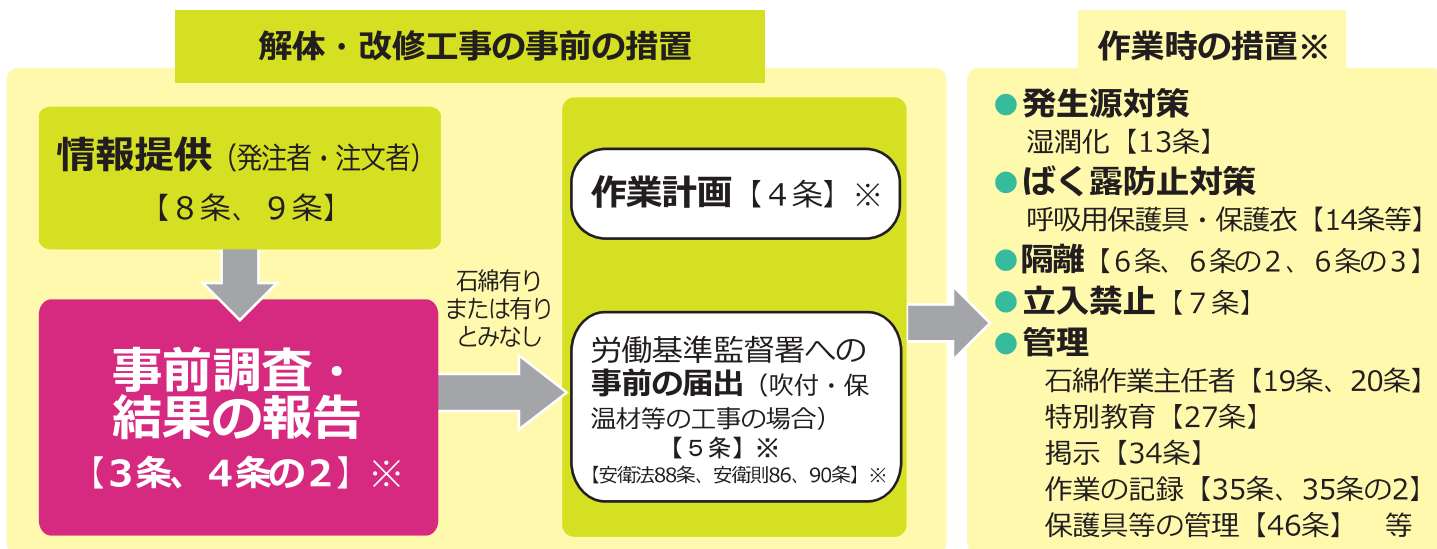 解体・改修工事の事前の措置
情報提供（発注者・注文者）
【８条、９条】
事前調査・
結果の報告
【３条、４条の２】※
石綿有り
または有り
とみなし
作業計画【４条】※
労働基準監督署への
事前の届出（吹付・保
温材等の工事の場合）
【５条】※
【安衛法88条、安衛則86、90条】※
作業時の措置※
●発生源対策
湿潤化【13条】
●ばく露防止対策
呼吸用保護具・保護衣【14条等】
●隔離【６条、６条の２、６条の３】
●立入禁止【７条】
●管理
石綿作業主任者【19条、20条】
特別教育【27条】
掲示【34条】
作業の記録【35条、35条の2】
保護具等の管理【46条】　等